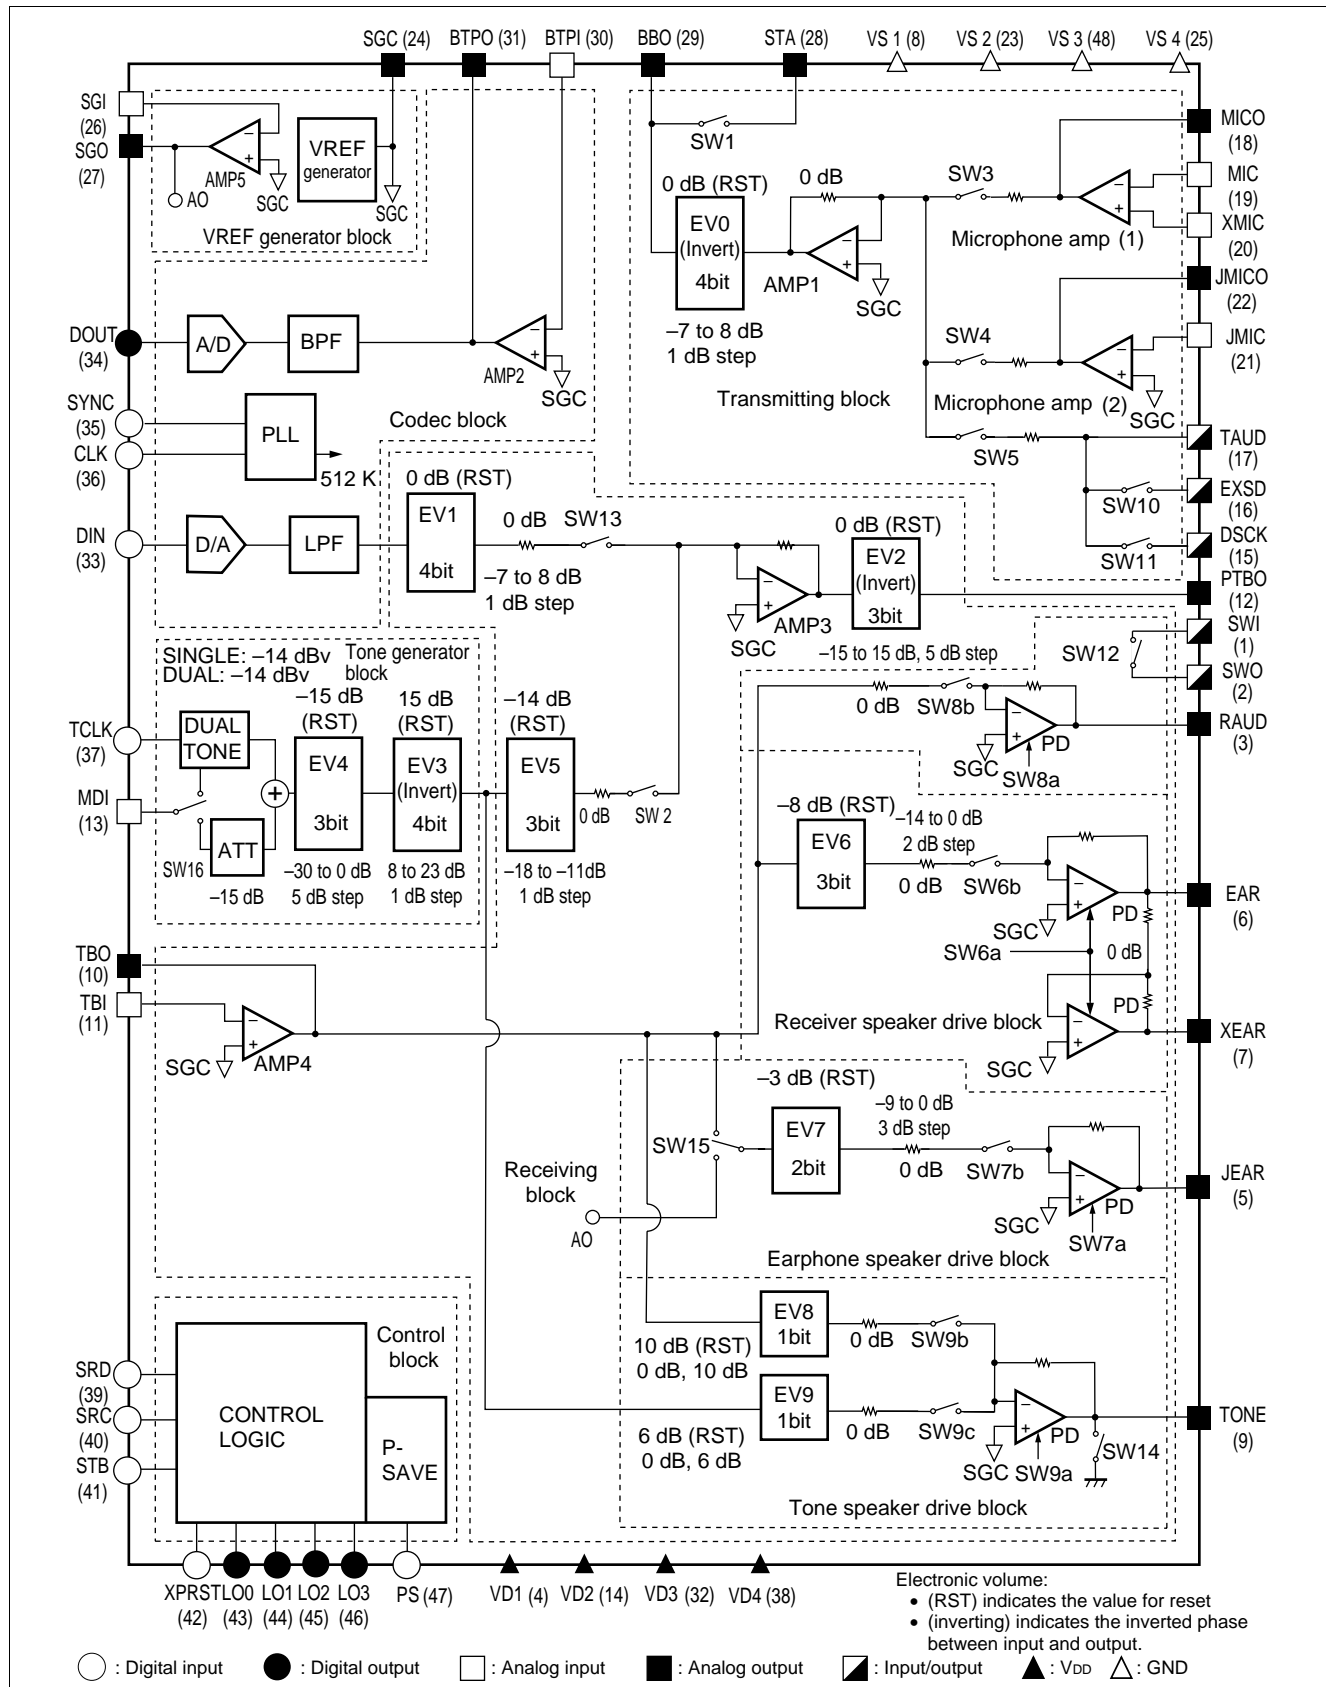 SGC (24) BTPO (31) BTPI (30) BBO (29) STA (28) VS 1 (8) VS 2 (23) VS 3 (48) VS 4 (25)
SGI
(26)
SGO
(27)
AMP5
AO
SGC
VREF
generator
SGC
VREF generator block
SW1
0 dB (RST)
EV0
(Invert)
4bit
–7 to 8 dB
1 dB step
0 dB
AMP1
SGC
SW3
Microphone amp (1)
MICO
(18)
MIC
(19)
XMIC
(20)
JMICO
(22)
JMIC
(21)
SW4
Microphone amp (2)
SGC
Transmitting block
SW5
TAUD
(17)
SW10
EXSD
(16)
SW11
DSCK
(15)
PTBO
(12)
DOUT
(34)
A/D
BPF
AMP2
SGC
SYNC
(35)
CLK
(36)
PLL
512 K
Codec block
DIN
(33)
D/A
LPF
0 dB (RST)
EV1
4bit
0 dB
SW13
–7 to 8 dB
1 dB step
SGC
AMP3
0 dB (RST)
EV2
(Invert)
3bit
–15 to 15 dB, 5 dB step
SW12
SWI
(1)
SWO
(2)
SINGLE: –14 dBv
DUAL: –14 dBv
Tone generator
block
TCLK
(37)
MDI
(13)
DUAL
TONE
SW16
ATT
–15 dB
+
–15 dB
(RST)
EV4
3bit
–30 to 0 dB
5 dB step
15 dB
(RST)
EV3
(Invert)
4bit
8 to 23 dB
1 dB step
–14 dB
(RST)
EV5
3bit
–18 to –11dB
1 dB step
0 dB
SW 2
0 dB
SW8b
SGC
PD
SW8a
RAUD
(3)
–8 dB (RST)
EV6
3bit
–14 to 0 dB
2 dB step
0 dB
SW6b
SGC
PD
SW6a
0 dB
PD
SGC
EAR
(6)
XEAR
(7)
Receiver speaker drive block
TBO
(10)
TBI
(11)
SGC
AMP4
–3 dB (RST)
SW15
EV7
2bit
–9 to 0 dB
3 dB step
0 dB
SW7b
SGC
PD
SW7a
JEAR
(5)
Receiving
block
AO
Earphone speaker drive block
EV8
1bit
10 dB (RST)
0 dB, 10 dB
0 dB
SW9b
EV9
1bit
6 dB (RST)
0 dB, 6 dB
0 dB
SW9c
SGC
PD
SW9a
SW14
TONE
(9)
Tone speaker drive block
Control
block
CONTROL
LOGIC
P-
SAVE
SRD
(39)
SRC
(40)
STB
(41)
XPRST LO0 LO1 LO2 LO3 PS (47) VD1 (4) VD2 (14) VD3 (32) VD4 (38)
(42) (43) (44) (45) (46)
Electronic volume:
• (RST) indicates the value for reset
• (inverting) indicates the inverted phase
between input and output.
: Digital input : Digital output : Analog input : Analog output : Input/output : VDD : GND